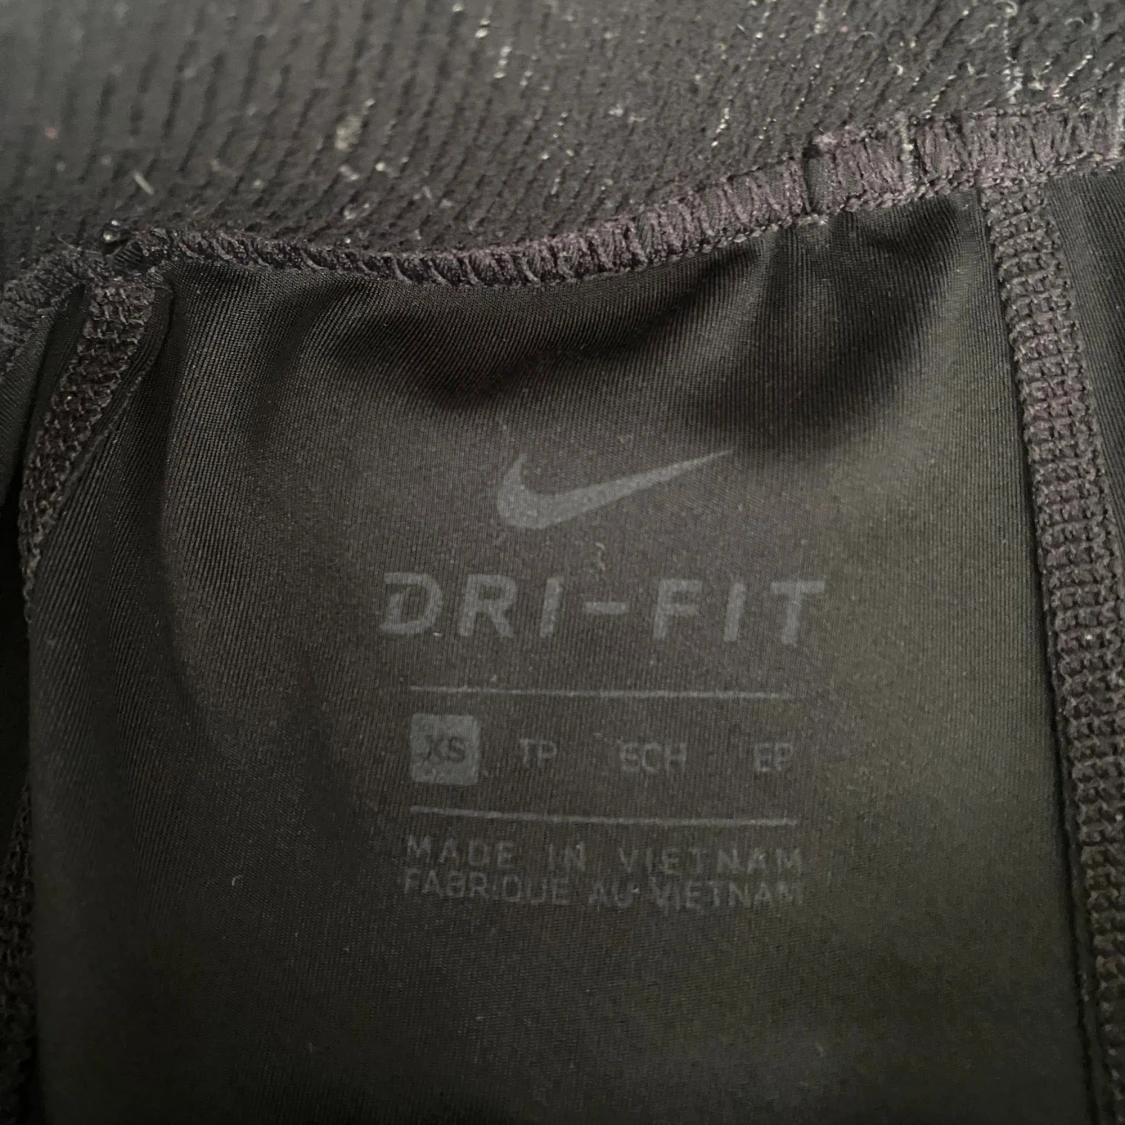 DRI-FIT
XS TP ECH EP
MADE IN VIETNAM
FABRIQUE AU VIETNAM